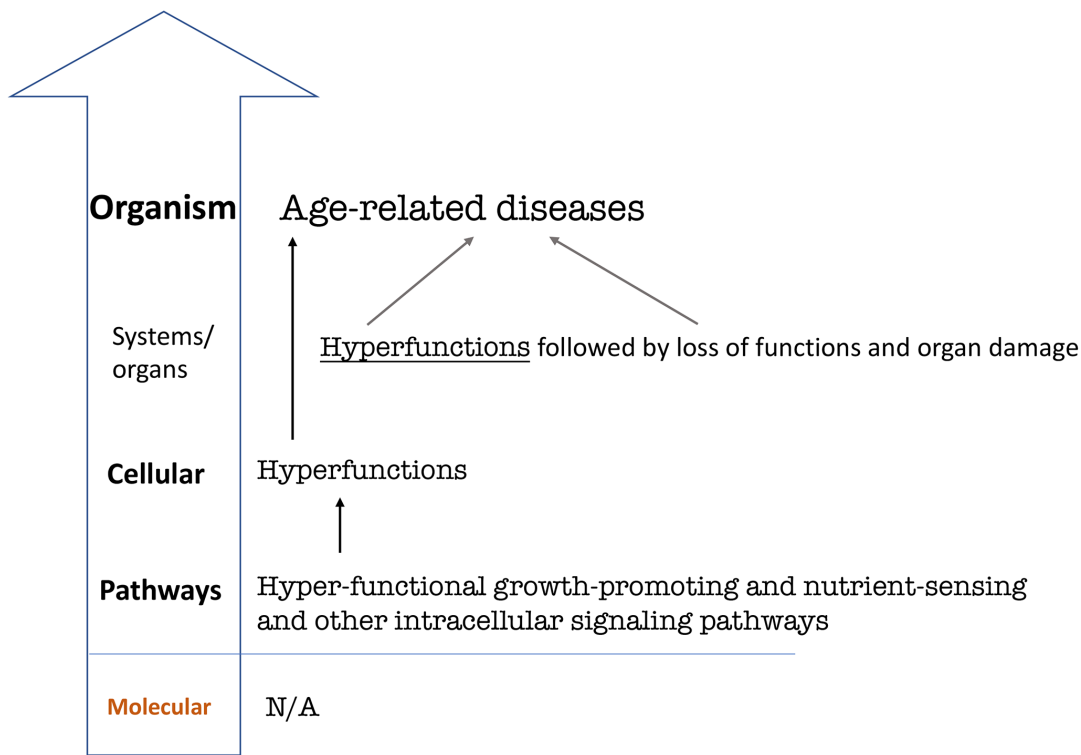 Organism Age-related diseases
Systems/
organs
Hyperfunctions followed by loss of functions and organ damage
Cellular Hyperfunctions
Pathways Hyper-functional growth-promoting and nutrient-sensing
and other intracellular signaling pathways
Molecular N/A